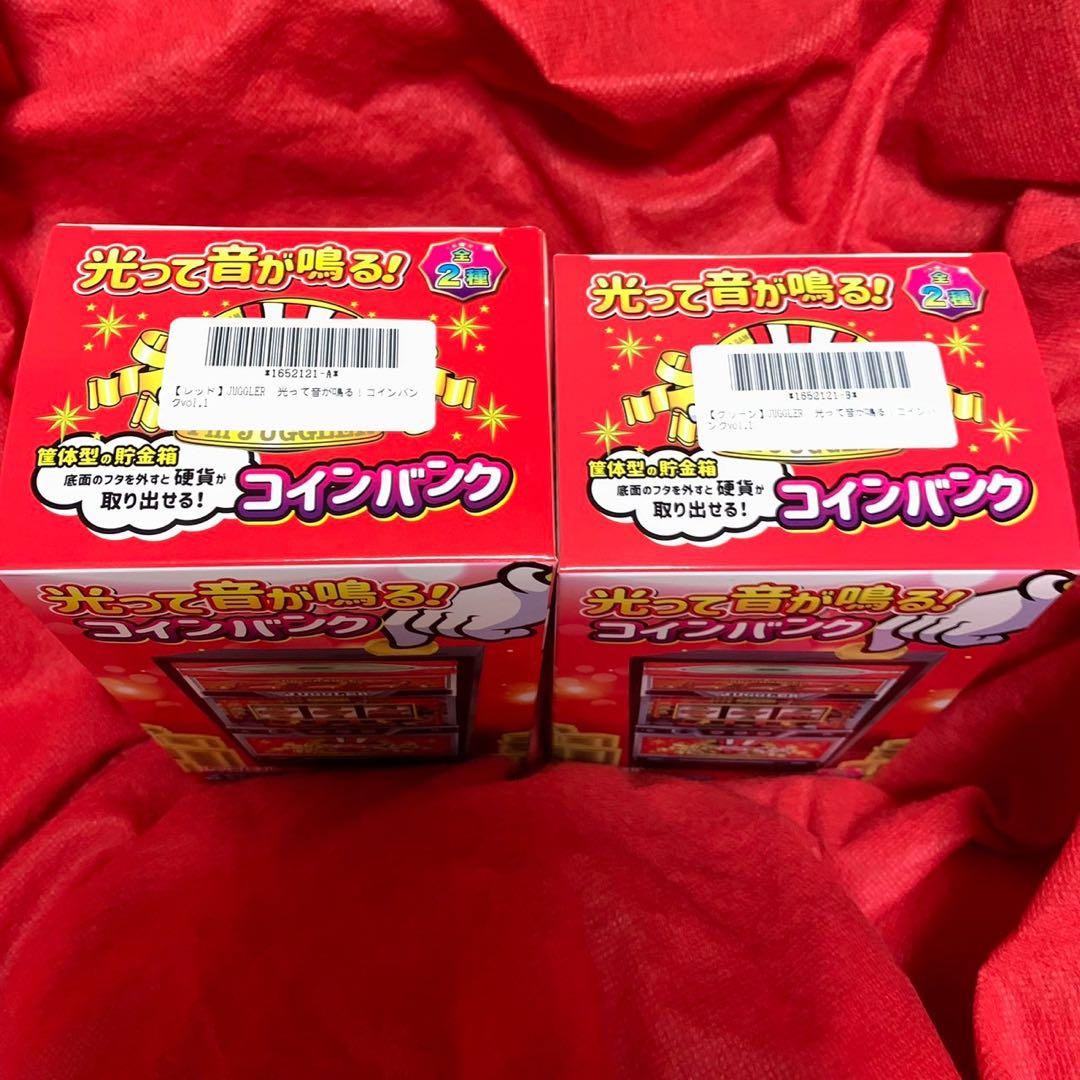 光って音が鳴る!
全
2種
*1652121-A*
【レッド】JUGGLER 光って音が鳴る!コインバン
クvol.1
I'm JUGGLER
筐体型の貯金箱
底面のフタを外すと硬貨が
取り出せる!
コインバンク
光って音が鳴る!
コインバンク
JUGGLER
光って音が鳴る!
全
2種
*1652121-B*
【グリーン】JUGGLER 光って音が鳴る!コインバ
ンクvol.1
筐体型の貯金箱
底面のフタを外すと硬貨が
取り出せる!
コインバンク
光って音が鳴る!
コインバンク
JUGGLER